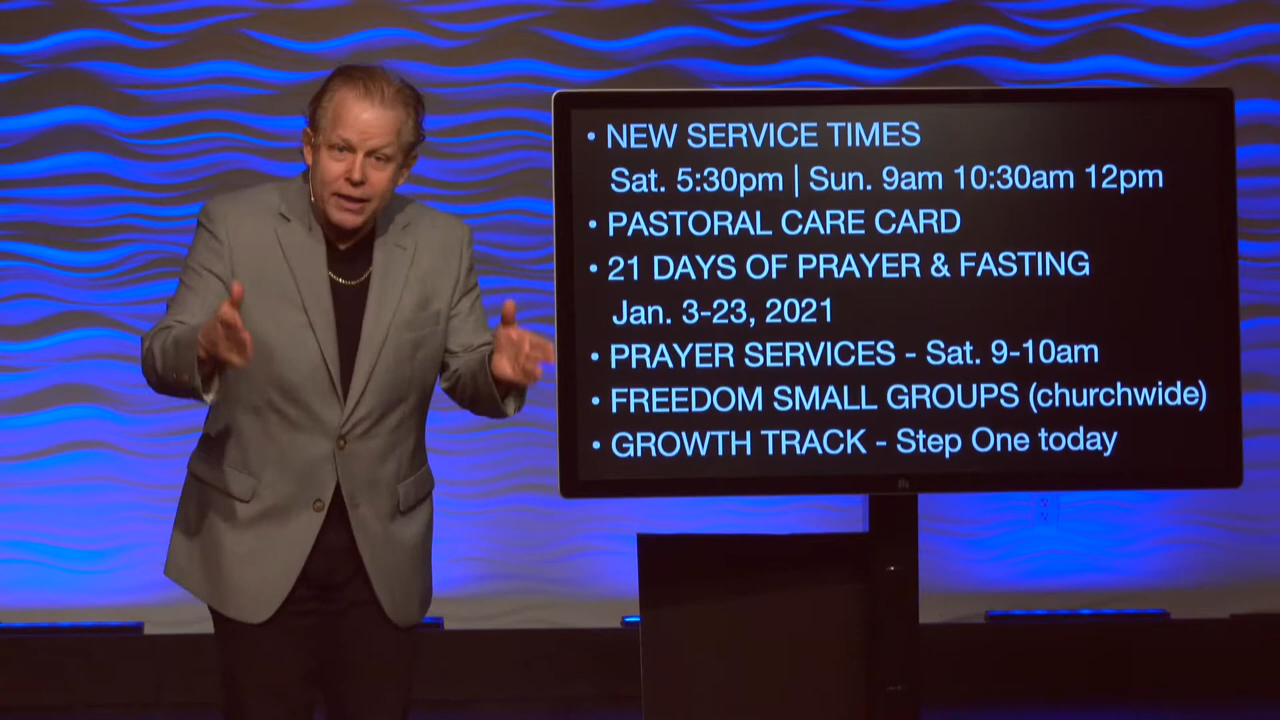 • NEW SERVICE TIMES
Sat. 5:30pm | Sun. 9am 10:30am 12pm
• PASTORAL CARE CARD
• 21 DAYS OF PRAYER & FASTING
Jan. 3-23, 2021
• PRAYER SERVICES - Sat. 9-10am
• FREEDOM SMALL GROUPS (churchwide)
• GROWTH TRACK - Step One today